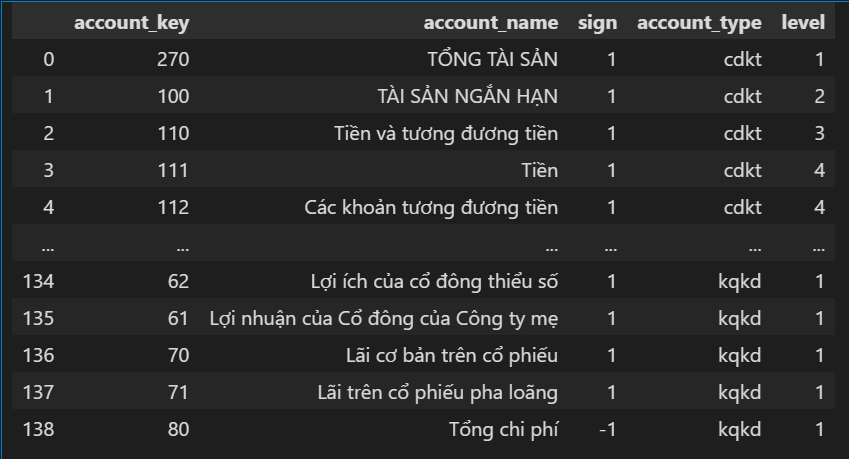 account_key account_name sign account_type level
0 270 TỔNG TÀI SẢN 1 cdkt 1
1 100 TÀI SẢN NGẮN HẠN 1 cdkt 2
2 110 Tiền và tương đương tiền 1 cdkt 3
3 111 Tiền 1 cdkt 4
4 112 Các khoản tương đương tiền 1 cdkt 4
... ... ... ... ... ...
134 62 Lợi ích của cổ đông thiểu số 1 kqkd 1
135 61 Lợi nhuận của Cổ đông của Công ty mẹ 1 kqkd 1
136 70 Lãi cơ bản trên cổ phiếu 1 kqkd 1
137 71 Lãi trên cổ phiếu pha loãng 1 kqkd 1
138 80 Tổng chi phí -1 kqkd 1